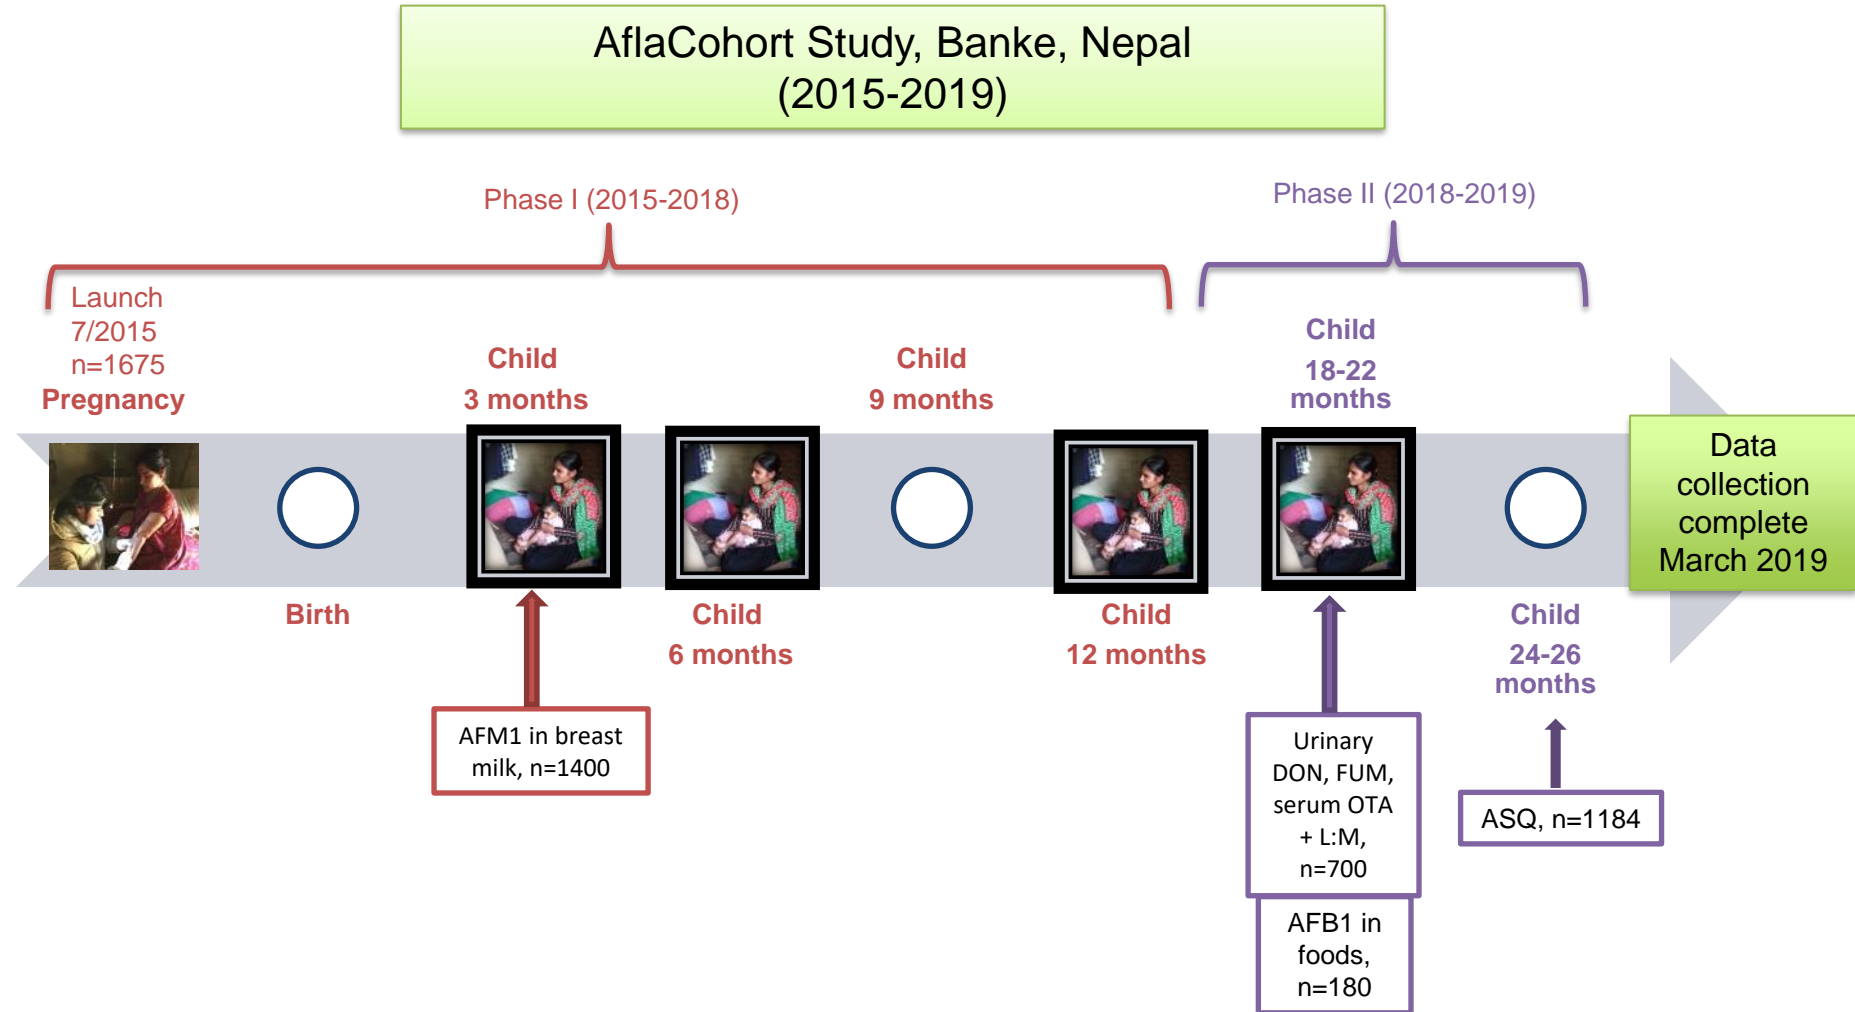 AflaCohort Study, Banke, Nepal
(2015-2019)
Phase I (2015-2018)
Phase II (2018-2019)
Launch
7/2015
n=1675
Pregnancy
Birth
Child
3 months
Child
6 months
Child
9 months
Child
12 months
Child
18-22
months
Child
24-26
months
Data
collection
complete
March 2019
AFM1 in breast
milk, n=1400
Urinary
DON, FUM,
serum OTA
+ L:M,
n=700
AFB1 in
foods,
n=180
ASQ, n=1184